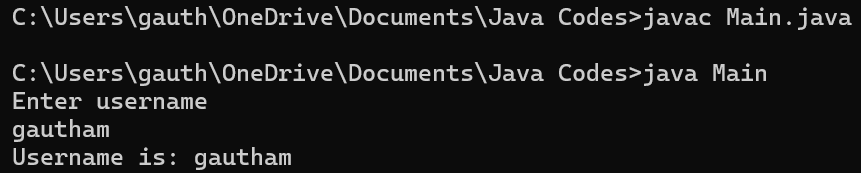 C:\Users\gauth\OneDrive\Documents\Java Codes>javac Main.java
C:\Users\gauth\OneDrive\Documents\Java Codes>java Main
Enter username
gautham
Username is: gautham